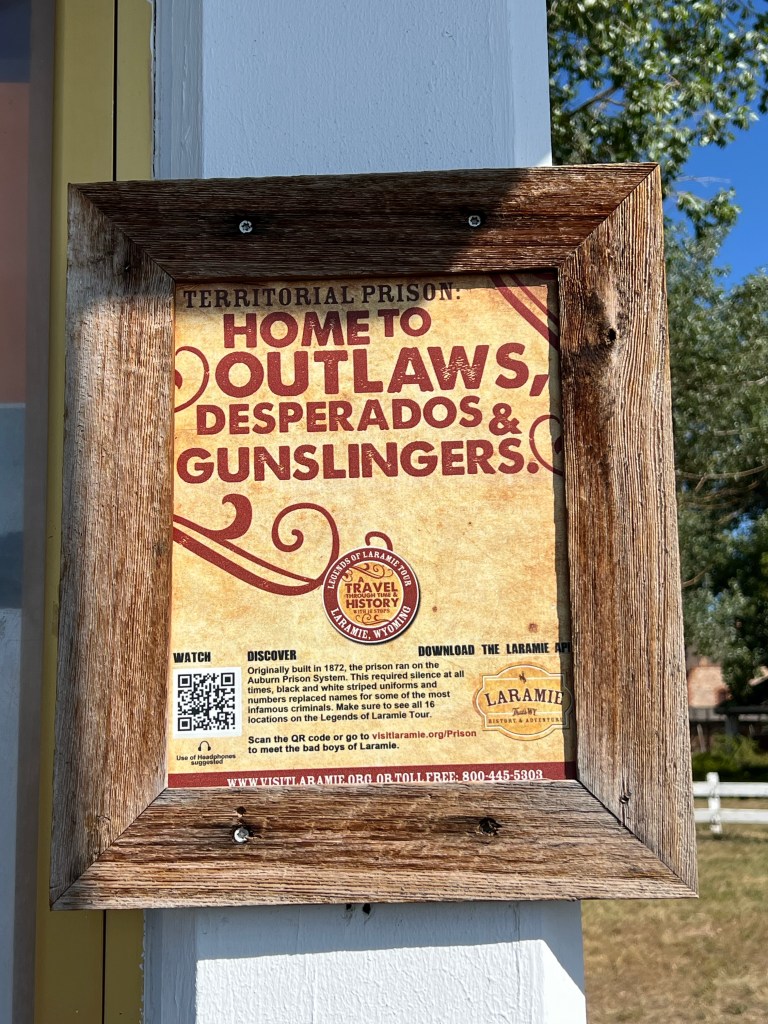 TERRITORIAL PRISON:
HOME TO
OUTLAWS,
DESPERADOS &
GUNSLINGERS.
LEGENDS OF LARAMIE TOUR
A
TRAVEL
THROUGH TIME &
HISTORY
LARAMIE, WYOMING
WATCH
Use of Headphones
suggested
DISCOVER
Originally built in 1872, the prison ran on the
Auburn Prison System. This required silence at all
times, black and white striped uniforms and
numbers replaced names for some of the most
infamous criminals. Make sure to see all 16
locations on the Legends of Laramie Tour.
Scan the QR code or go to visitlaramie.org/Prison
to meet the bad boys of Laramie.
DOWNLOAD THE LARAMIE AP
LARAMIE
That's WY
HISTORY & ADVENTURE
WWW.VISITLARAMIE.ORG OR TOLL FREE: 800-445-5303